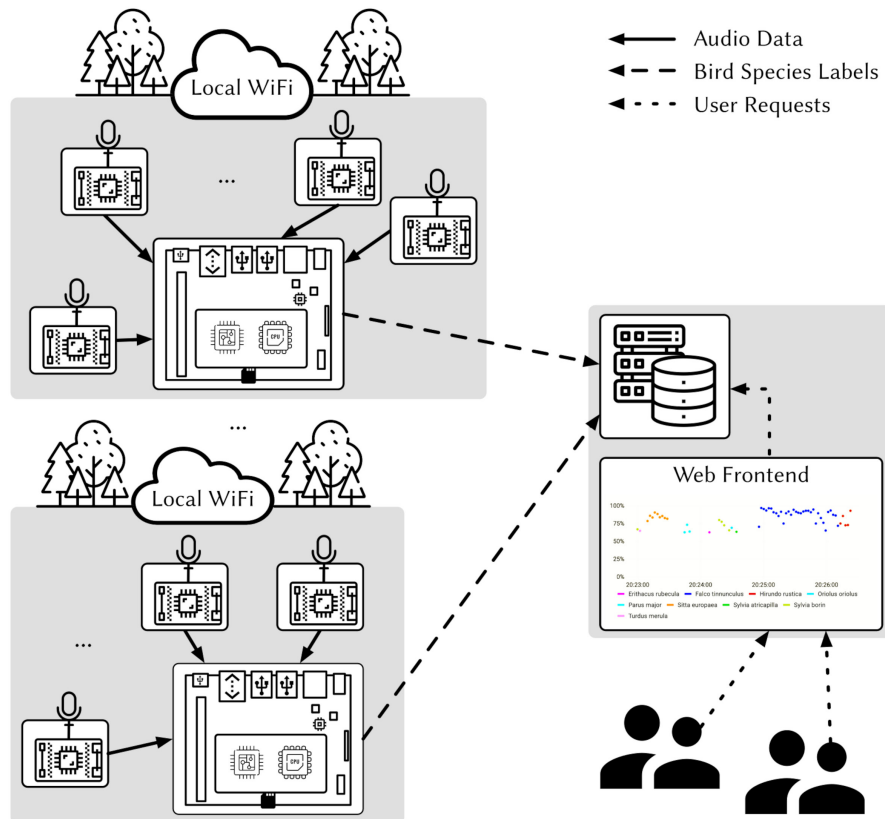 Local WiFi
Audio Data
Bird Species Labels
User Requests
...
CPU
...
Local WiFi
...
CPU
Web Frontend
100%
75%
50%
25%
0%
20:23:00 20:24:00 20:25:00 20:26:00
Erithacus rubecula Falco tinnunculus Hirundo rustica Oriolus oriolus
Parus major Sitta europaea Sylvia atricapilla Sylvia borin
Turdus merula